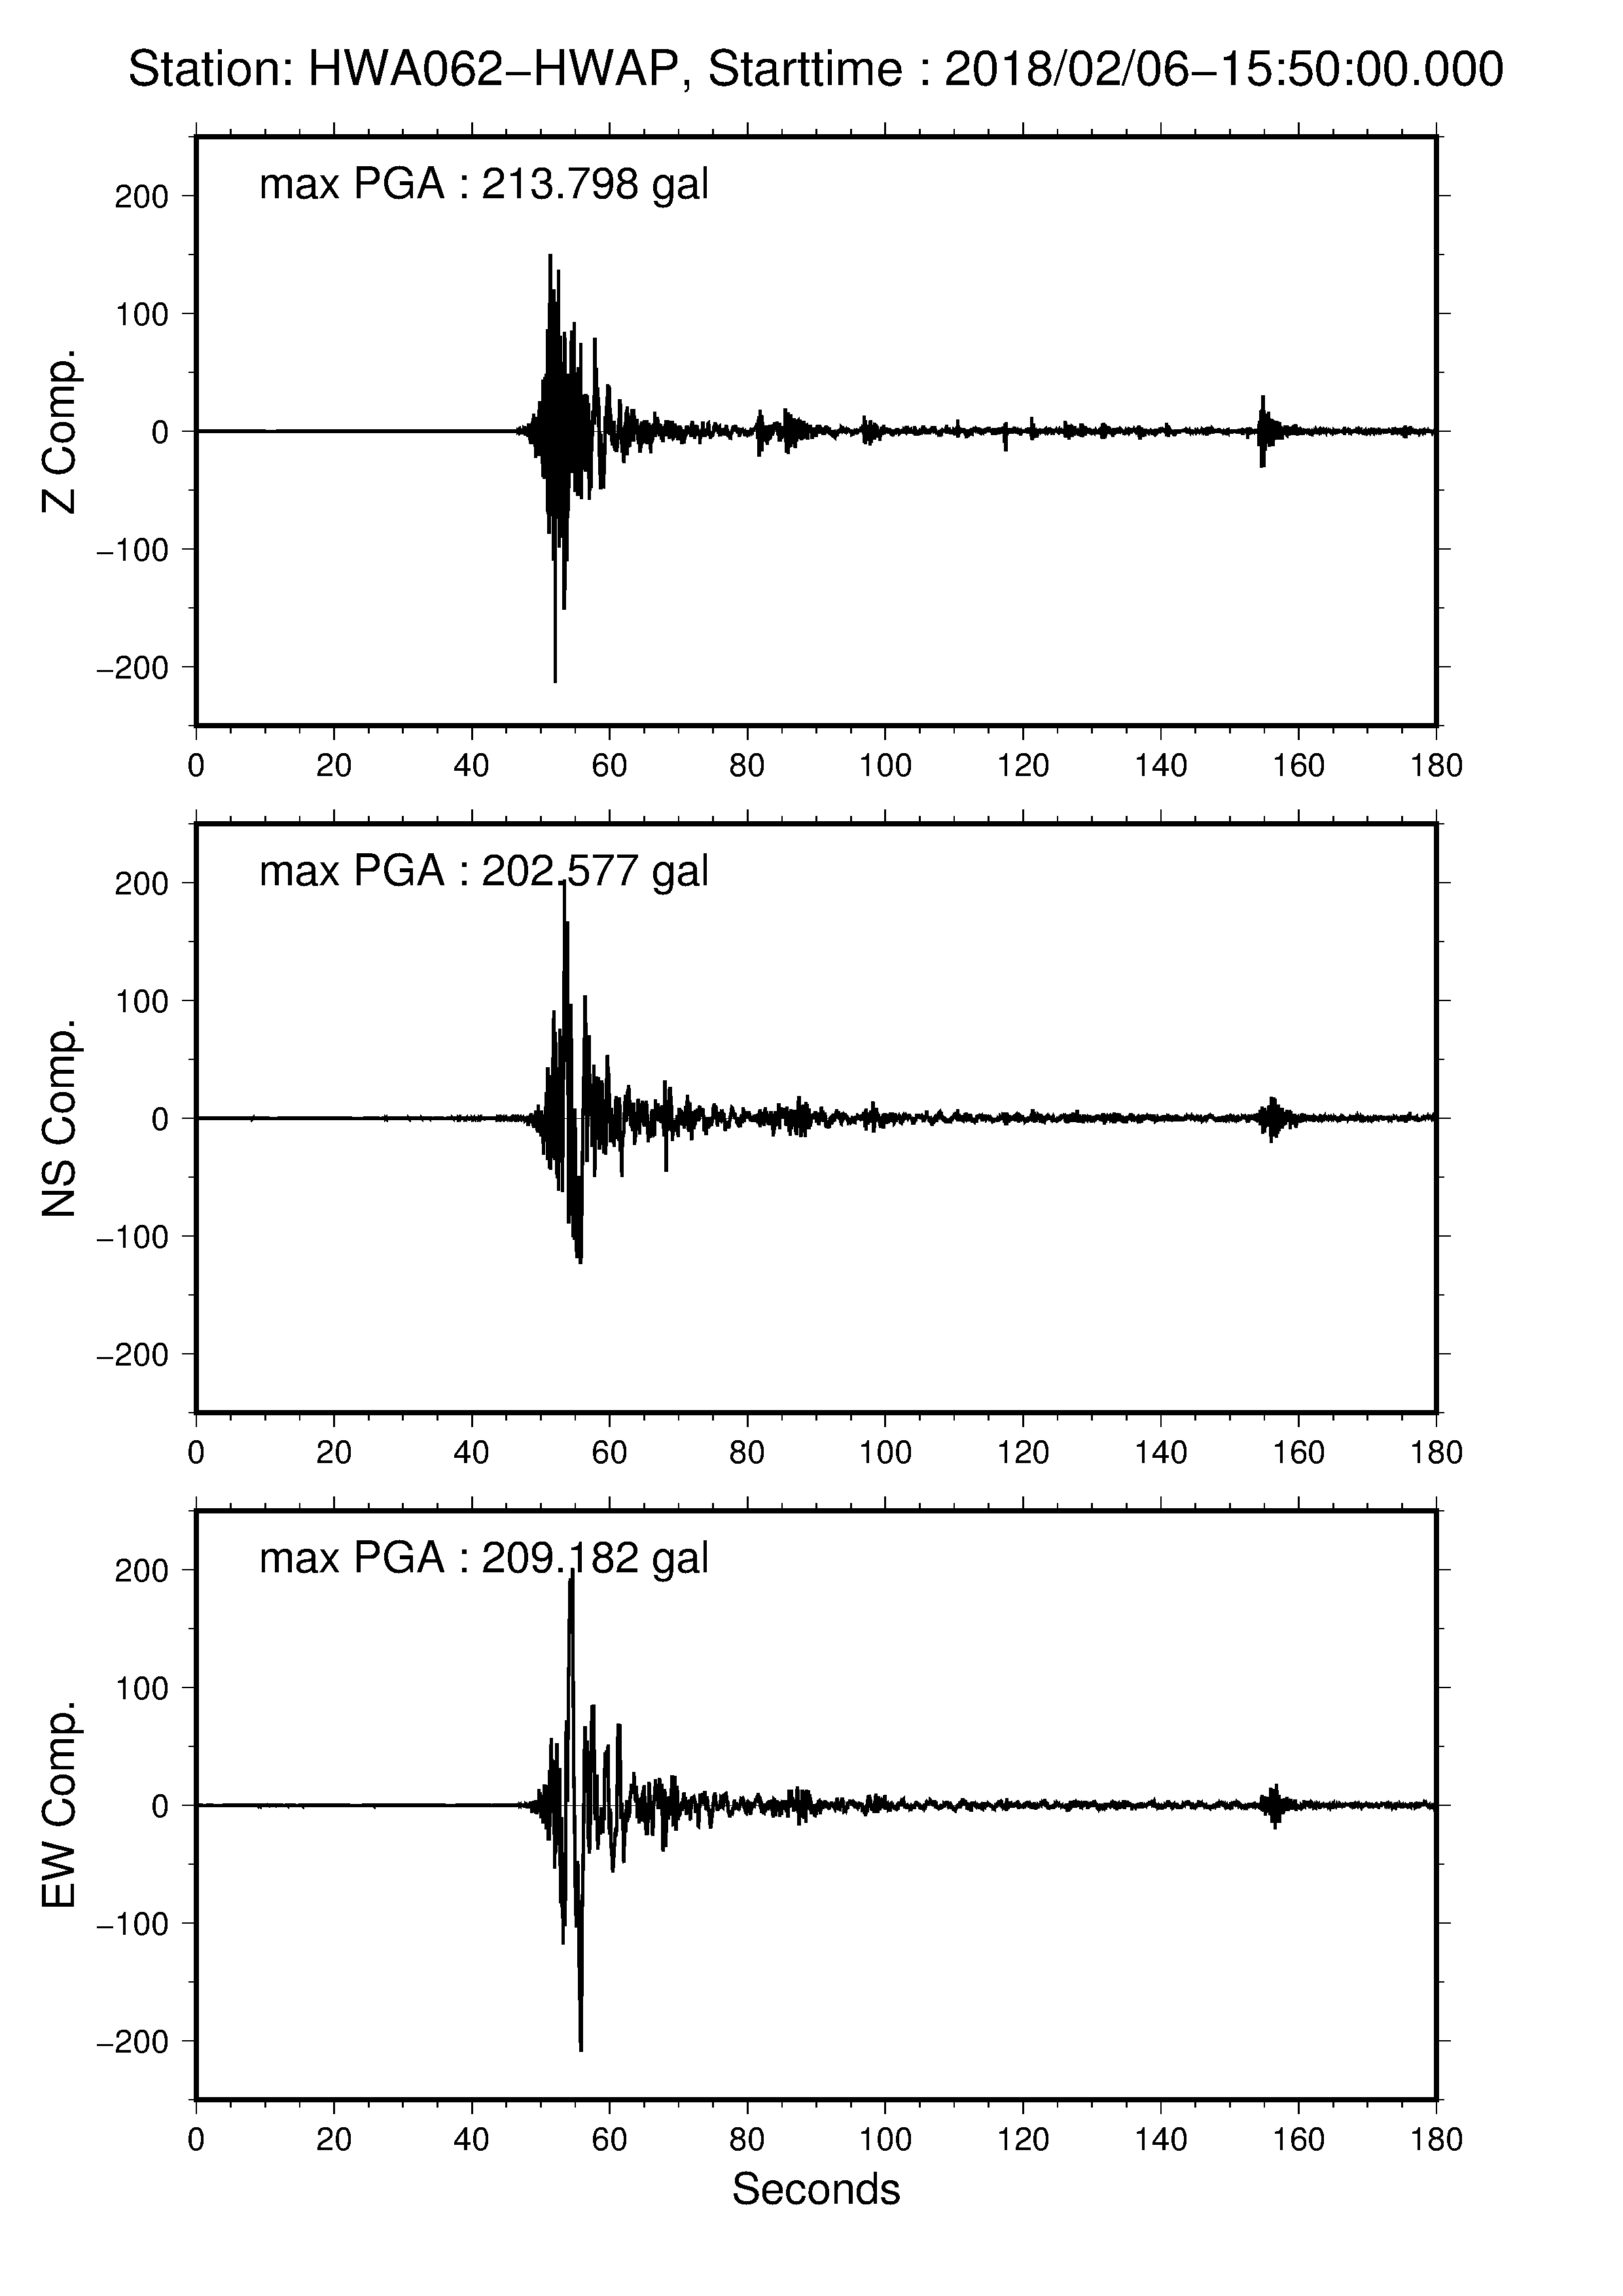 Station: HWA062−HWAP, Starttime : 2018/02/06−15:50:00.000
max PGA : 213.798 gal
200
100
0
−100
−200
Z Comp.
0 20 40 60 80 100 120 140 160 180
max PGA : 202.577 gal
200
100
0
−100
−200
NS Comp.
0 20 40 60 80 100 120 140 160 180
max PGA : 209.182 gal
200
100
0
−100
−200
EW Comp.
0 20 40 60 80 100 120 140 160 180
Seconds